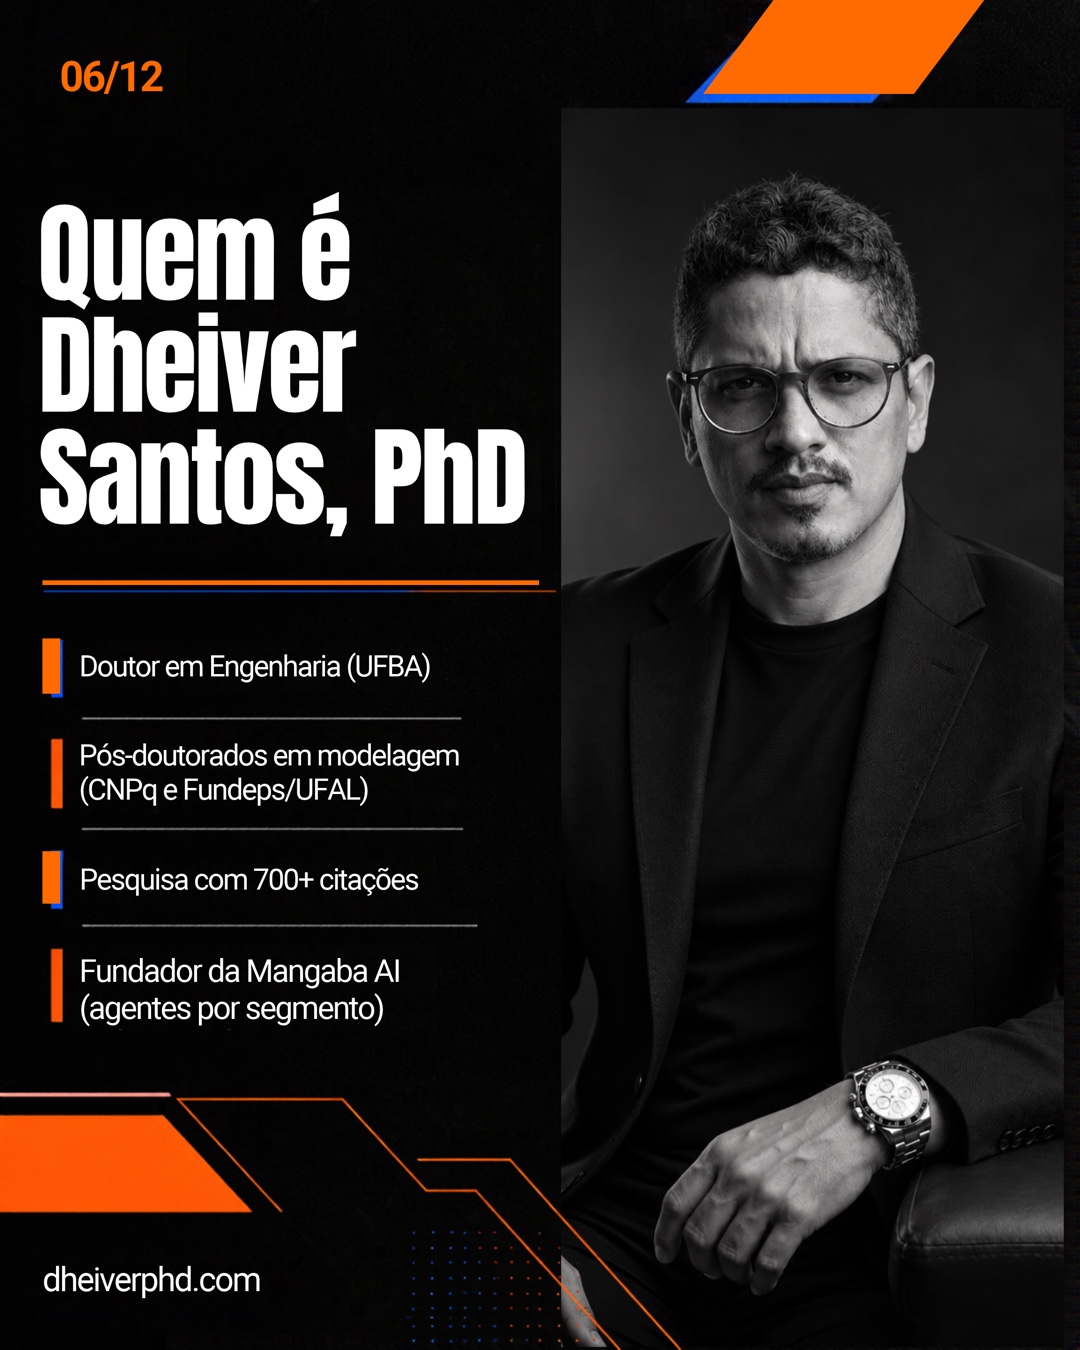 06/12
Quem é
Dheiver
Santos, PhD
Doutor em Engenharia (UFBA)
Pós-doutorados em modelagem
(CNPq e Fundeps/UFAL)
Pesquisa com 700+ citações
Fundador da Mangaba AI
(agentes por segmento)
dheiverphd.com